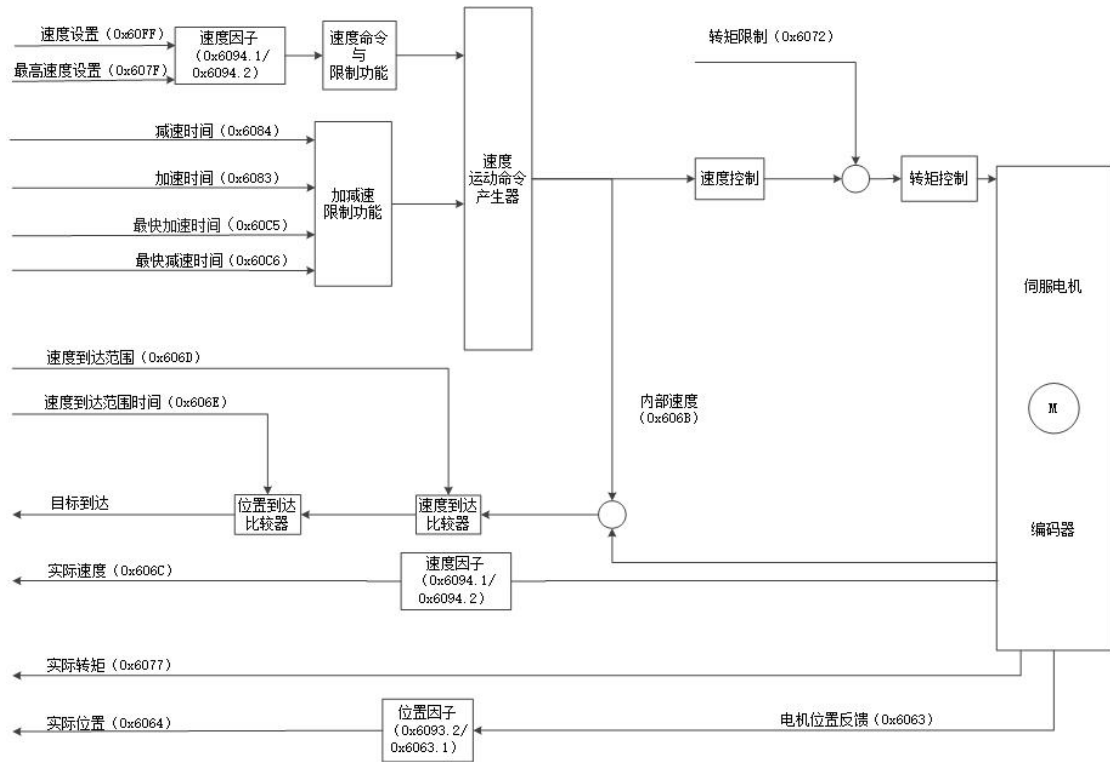 速度设置（0x60FF）
最高速度设置（0x607F）
速度因子
（0x6094.1/
0x6094.2）
速度命令
与
限制功能
减速时间（0x6084）
加速时间（0x6083）
最快加速时间（0x60C5）
最快减速时间（0x60C6）
加减速
限制功能
速度
运动命令
产生器
转矩限制（0x6072）
速度控制
转矩控制
伺服电机
M
编码器
速度到达范围（0x606D）
速度到达范围时间（0x606E）
内部速度
（0x606B）
目标到达
位置到达
比较器
速度到达
比较器
实际速度（0x606C）
速度因子
（0x6094.1/
0x6094.2）
实际转矩（0x6077）
实际位置（0x6064）
位置因子
（0x6093.2/
0x6063.1）
电机位置反馈（0x6063）